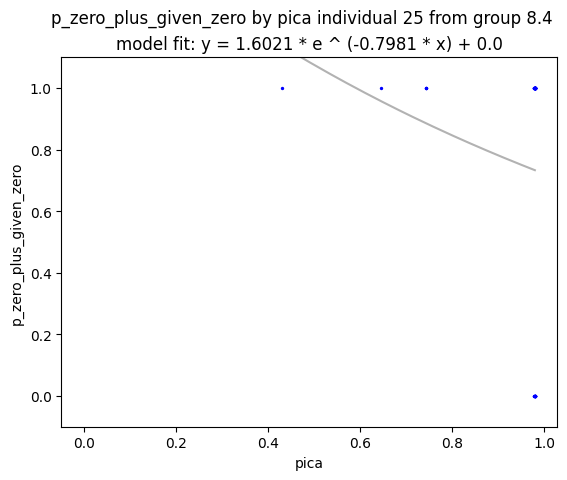 p_zero_plus_given_zero by pica individual 25 from group 8.4
model fit: y = 1.6021 * e ^ (-0.7981 * x) + 0.0
1.0
0.8
0.6
0.4
0.2
0.0
p_zero_plus_given_zero
0.0 0.2 0.4 0.6 0.8 1.0
pica